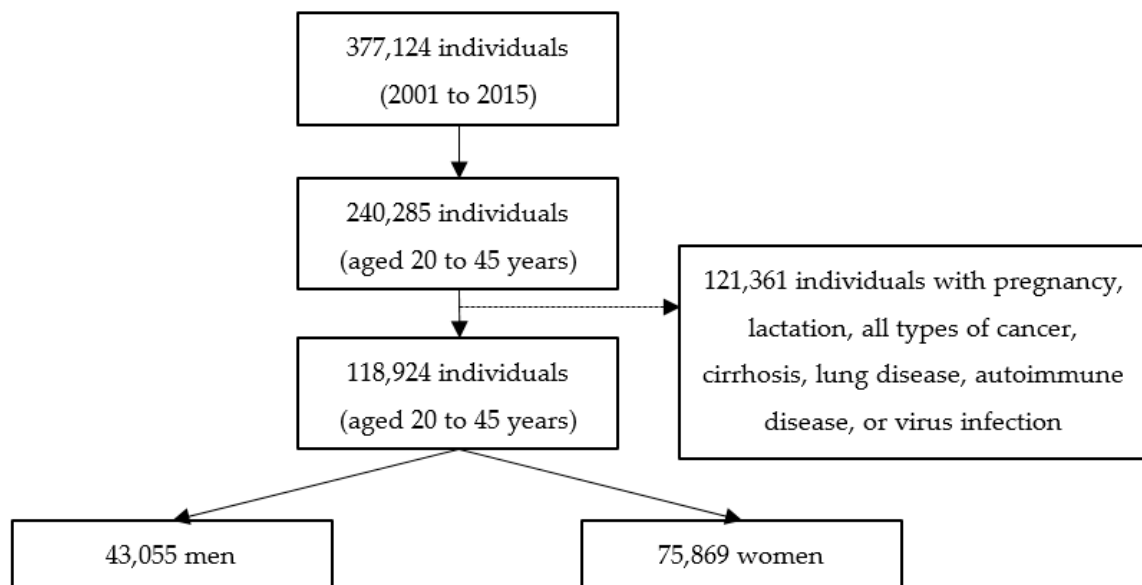 377,124 individuals
(2001 to 2015)
240,285 individuals
(aged 20 to 45 years)
121,361 individuals with pregnancy,
lactation, all types of cancer,
cirrhosis, lung disease, autoimmune
disease, or virus infection
118,924 individuals
(aged 20 to 45 years)
43,055 men
75,869 women